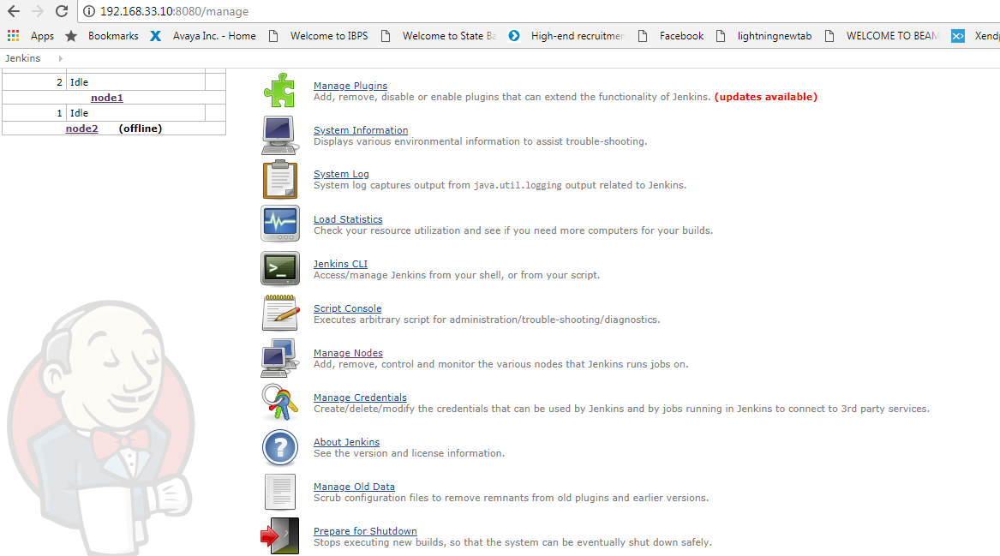 192.168.33.10:8080/manage
Apps Bookmarks X Avaya Inc. - Home Welcome to IBPS Welcome to State Ba High-end recruitmen Facebook lightningnewtab WELCOME TO BEAM Xendp
Jenkins
2 Idle
node1
1 Idle
node2 (offline)
Manage Plugins
Add, remove, disable or enable plugins that can extend the functionality of Jenkins. (updates available)
System Information
Displays various environmental information to assist trouble-shooting.
System Log
System log captures output from java.util.logging output related to Jenkins.
Load Statistics
Check your resource utilization and see if you need more computers for your builds.
Jenkins CLI
Access/manage Jenkins from your shell, or from your script.
Script Console
Executes arbitrary script for administration/trouble-shooting/diagnostics.
Manage Nodes
Add, remove, control and monitor the various nodes that Jenkins runs jobs on.
Manage Credentials
Create/delete/modify the credentials that can be used by Jenkins and by jobs running in Jenkins to connect to 3rd party services.
About Jenkins
See the version and license information.
Manage Old Data
Scrub configuration files to remove remnants from old plugins and earlier versions.
Prepare for Shutdown
Stops executing new builds, so that the system can be eventually shut down safely.